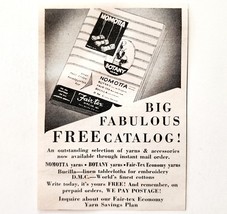 NOMOTTA
BOTANY
NOMOTTA
BOTANY
Fair-tex
BIG
FABULOUS
FREE CATALOG!
An outstanding selection of yarns & accessories
now available through instant mail order.
NOMOTTA yarns • BOTANY yarns • Fair-Tex Economy yarns
Bucilla—linen tablecloths for embroidery
D.M.C.—World's finest cottons
Write today, it's yours FREE! And remember, on
prepaid orders, WE PAY POSTAGE!
Inquire about our Fair-tex Economy
Yarn Savings Plan